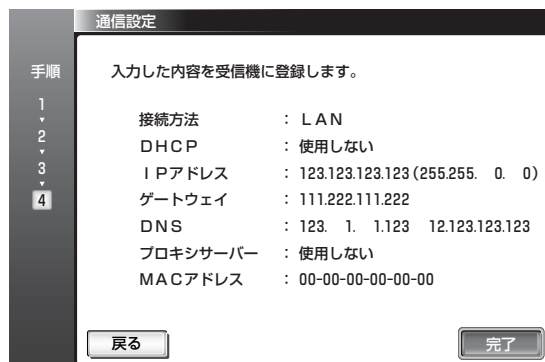 通信設定
手順
1
2
3
4
入力した内容を受信機に登録します。
接続方法 : LAN
DHCP : 使用しない
IPアドレス : 123.123.123.123(255.255. 0. 0)
ゲートウェイ : 111.222.111.222
DNS : 123. 1. 1.123 12.123.123.123
プロキシサーバー : 使用しない
MACアドレス : 00-00-00-00-00-00
戻る
完了